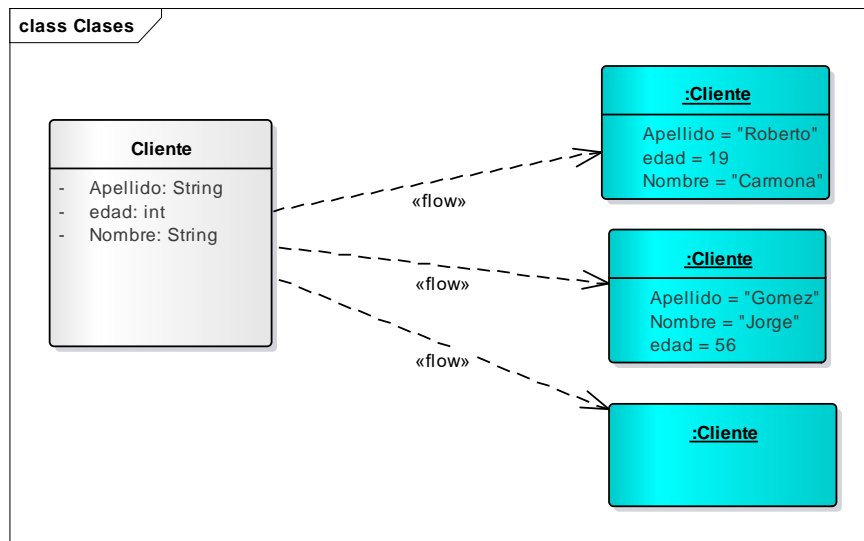 class Clases
Cliente
- Apellido: String
- edad: int
- Nombre: String
«flow»
«flow»
«flow»
:Cliente
Apellido = "Roberto"
edad = 19
Nombre = "Carmona"
:Cliente
Apellido = "Gomez"
Nombre = "Jorge"
edad = 56
:Cliente